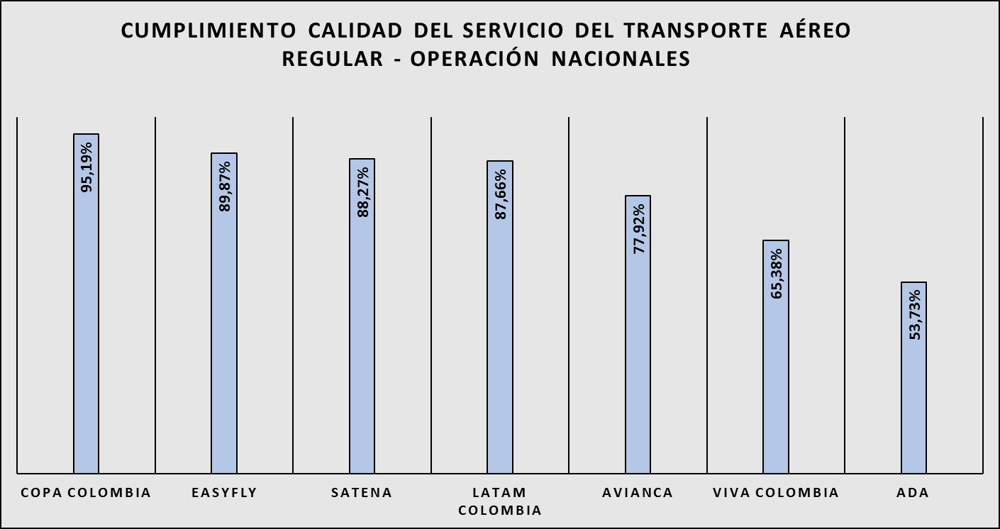 CUMPLIMIENTO CALIDAD DEL SERVICIO DEL TRANSPORTE AÉREO
REGULAR - OPERACIÓN NACIONALES
95,19%
89,87%
88,27%
87,66%
77,92%
65,38%
53,73%
COPA COLOMBIA
EASYFLY
SATENA
LATAM
COLOMBIA
AVIANCA
VIVA COLOMBIA
ADA